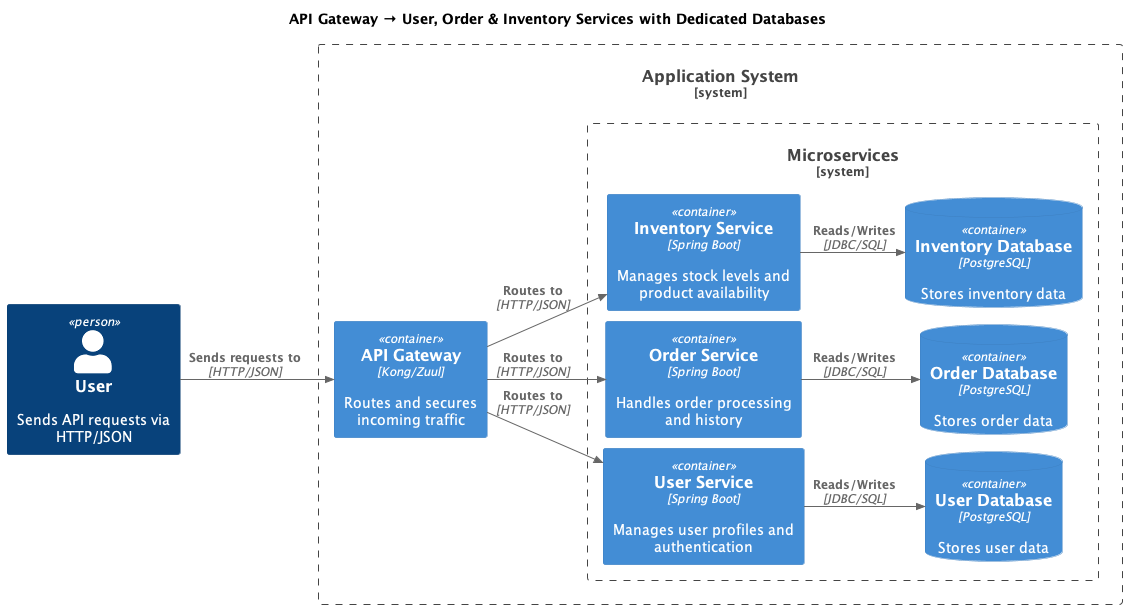 API Gateway → User, Order & Inventory Services with Dedicated Databases
Application System
[system]
Microservices
[system]
«person»
User
Sends API requests via
HTTP/JSON
Sends requests to
[HTTP/JSON]
«container»
API Gateway
[Kong/Zuul]
Routes and secures
incoming traffic
Routes to
[HTTP/JSON]
Routes to
[HTTP/JSON]
Routes to
[HTTP/JSON]
«container»
Inventory Service
[Spring Boot]
Manages stock levels and
product availability
Reads/Writes
[JDBC/SQL]
«container»
Inventory Database
[PostgreSQL]
Stores inventory data
«container»
Order Service
[Spring Boot]
Handles order processing
and history
Reads/Writes
[JDBC/SQL]
«container»
Order Database
[PostgreSQL]
Stores order data
«container»
User Service
[Spring Boot]
Manages user profiles and
authentication
Reads/Writes
[JDBC/SQL]
«container»
User Database
[PostgreSQL]
Stores user data